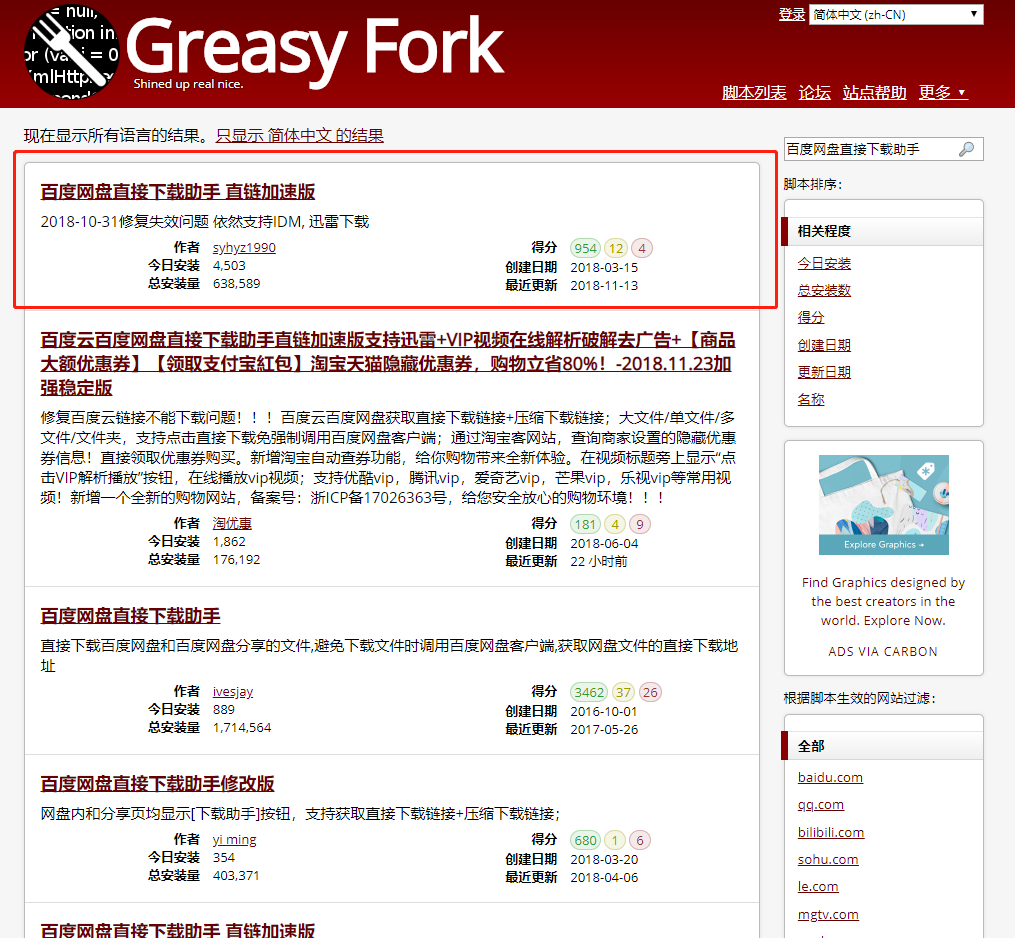 = null,
tion in
or (va i = 0
mlHttp
Greasy Fork
Shined up real nice.
登录 简体中文 (zh-CN)
脚本列表 论坛 站点帮助 更多
现在显示所有语言的结果。只显示 简体中文 的结果
百度网盘直接下载助手 直链加速版
2018-10-31修复失效问题 依然支持IDM, 迅雷下载
作者 syhyz1990 得分 954 12 4
今日安装 4,503 创建日期 2018-03-15
总安装量 638,589 最近更新 2018-11-13
百度云百度网盘直接下载助手直链加速版支持迅雷+VIP视频在线解析破解去广告+【商品
大额优惠券】【领取支付宝紅包】淘宝天猫隐藏优惠券，购物立省80%！-2018.11.23加
强稳定版
修复百度云链接不能下载问题！！！百度云百度网盘获取直接下载链接+压缩下载链接；大文件/单文件/多
文件/文件夹，支持点击直接下载免强制调用百度网盘客户端；通过淘宝客网站，查询商家设置的隐藏优惠
券信息！直接领取优惠券购买。新增淘宝自动查券功能，给你购物带来全新体验。在视频标题旁上显示“点
击VIP解析播放”按钮，在线播放vip视频；支持优酷vip，腾讯vip，爱奇艺vip，芒果vip，乐视vip等常用视
频！新增一个全新的购物网站，备案号：浙ICP备17026363号，给您安全放心的购物环境！！！
作者 淘优惠 得分 181 4 9
今日安装 1,862 创建日期 2018-06-04
总安装量 176,192 最近更新 22 小时前
百度网盘直接下载助手
直接下载百度网盘和百度网盘分享的文件,避免下载文件时调用百度网盘客户端,获取网盘文件的直接下载地
址
作者 ivesjay 得分 3462 37 26
今日安装 889 创建日期 2016-10-01
总安装量 1,714,564 最近更新 2017-05-26
百度网盘直接下载助手修改版
网盘内和分享页均显示[下载助手]按钮，支持获取直接下载链接+压缩下载链接；
作者 yi ming 得分 680 1 6
今日安装 354 创建日期 2018-03-20
总安装量 403,371 最近更新 2018-04-06
百度网盘直接下载助手 直链加速版
百度网盘直接下载助手
脚本排序：
相关程度
今日安装
总安装数
得分
创建日期
更新日期
名称
Explore Graphics →
Find Graphics designed by
the best creators in the
world. Explore Now.
ADS VIA CARBON
根据脚本生效的网站过滤：
全部
baidu.com
qq.com
bilibili.com
sohu.com
le.com
mgtv.com